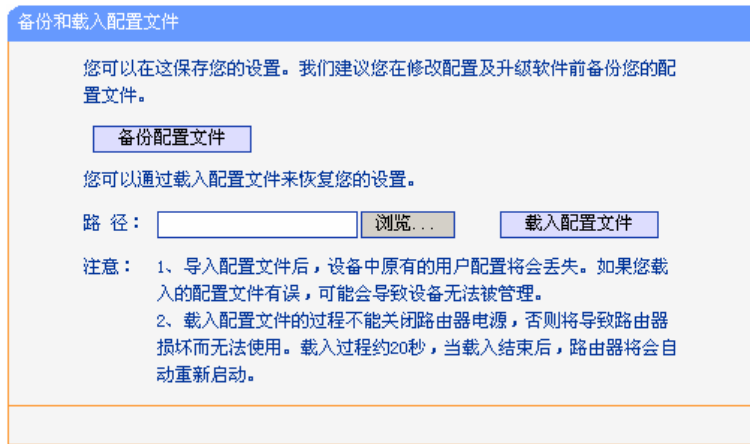 备份和载入配置文件
您可以在这保存您的设置。我们建议您在修改配置及升级软件前备份您的配
置文件。
备份配置文件
您可以通过载入配置文件来恢复您的设置。
路 径： 浏览... 载入配置文件
注意： 1、导入配置文件后，设备中原有的用户配置将会丢失。如果您载
入的配置文件有误，可能会导致设备无法被管理。
2、载入配置文件的过程不能关闭路由器电源，否则将导致路由器
损坏而无法使用。载入过程约20秒，当载入结束后，路由器将会自
动重新启动。